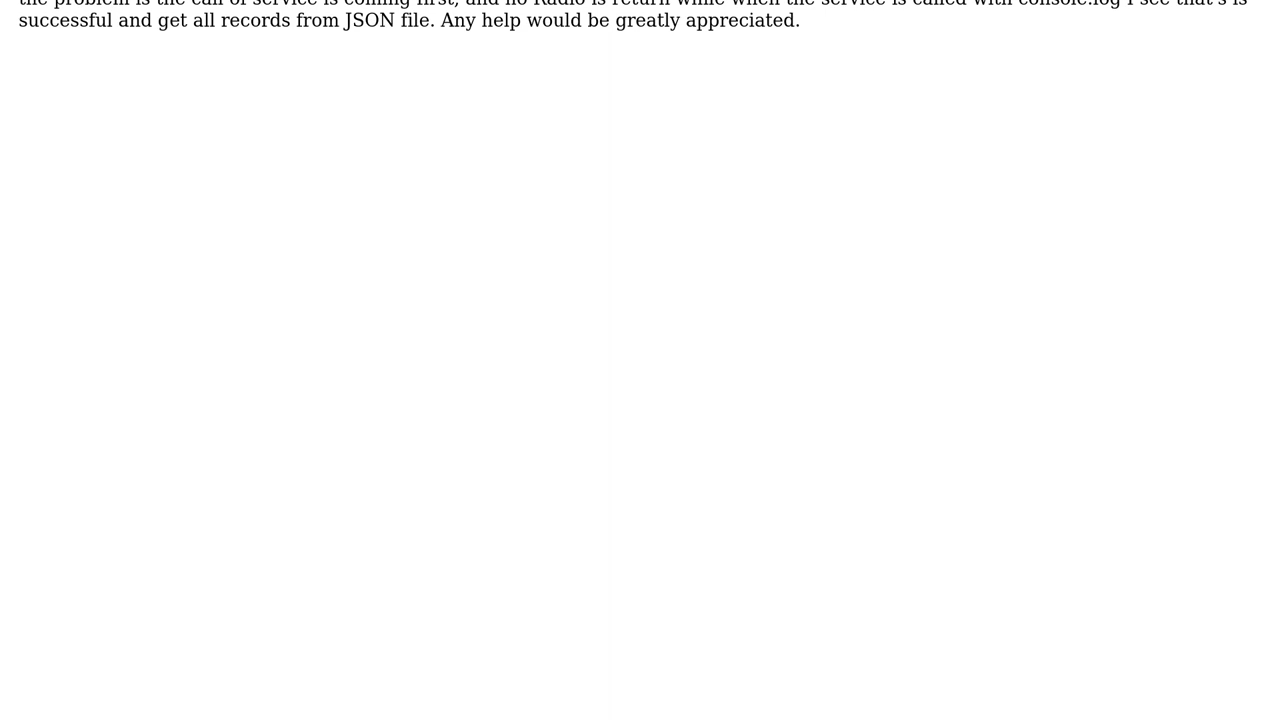 the problem is the call of service is coming first, and no Radio is return while when the service is called with console.log I see that's is
successful and get all records from JSON file. Any help would be greatly appreciated.